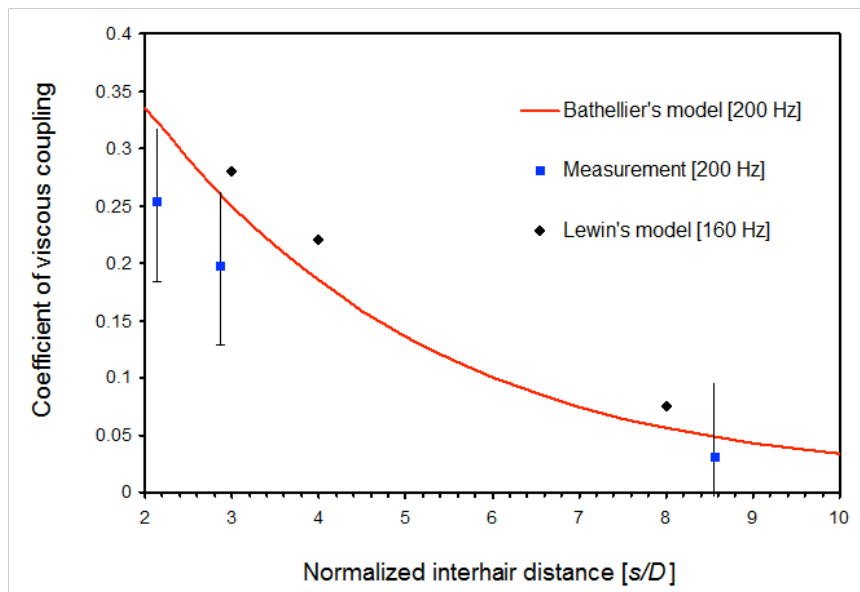 0.4
0.35
0.3
0.25
0.2
0.15
0.1
0.05
0
Coefficient of viscous coupling
Bathellier's model [200 Hz]
Measurement [200 Hz]
Lewin's model [160 Hz]
2 3 4 5 6 7 8 9 10
Normalized interhair distance [s/D]